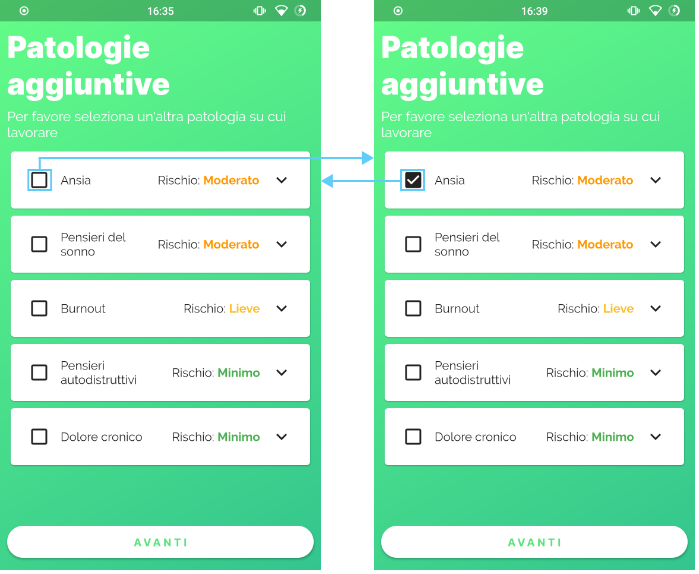 16:35
Patologie
aggiuntive
Per favore seleziona un'altra patologia su cui
lavorare
Ansia Rischio: Moderato
Pensieri del
sonno Rischio: Moderato
Burnout Rischio: Lieve
Pensieri
autodistruttivi Rischio: Minimo
Dolore cronico Rischio: Minimo
AVANTI
16:39
Patologie
aggiuntive
Per favore seleziona un'altra patologia su cui
lavorare
Ansia Rischio: Moderato
Pensieri del
sonno Rischio: Moderato
Burnout Rischio: Lieve
Pensieri
autodistruttivi Rischio: Minimo
Dolore cronico Rischio: Minimo
AVANTI